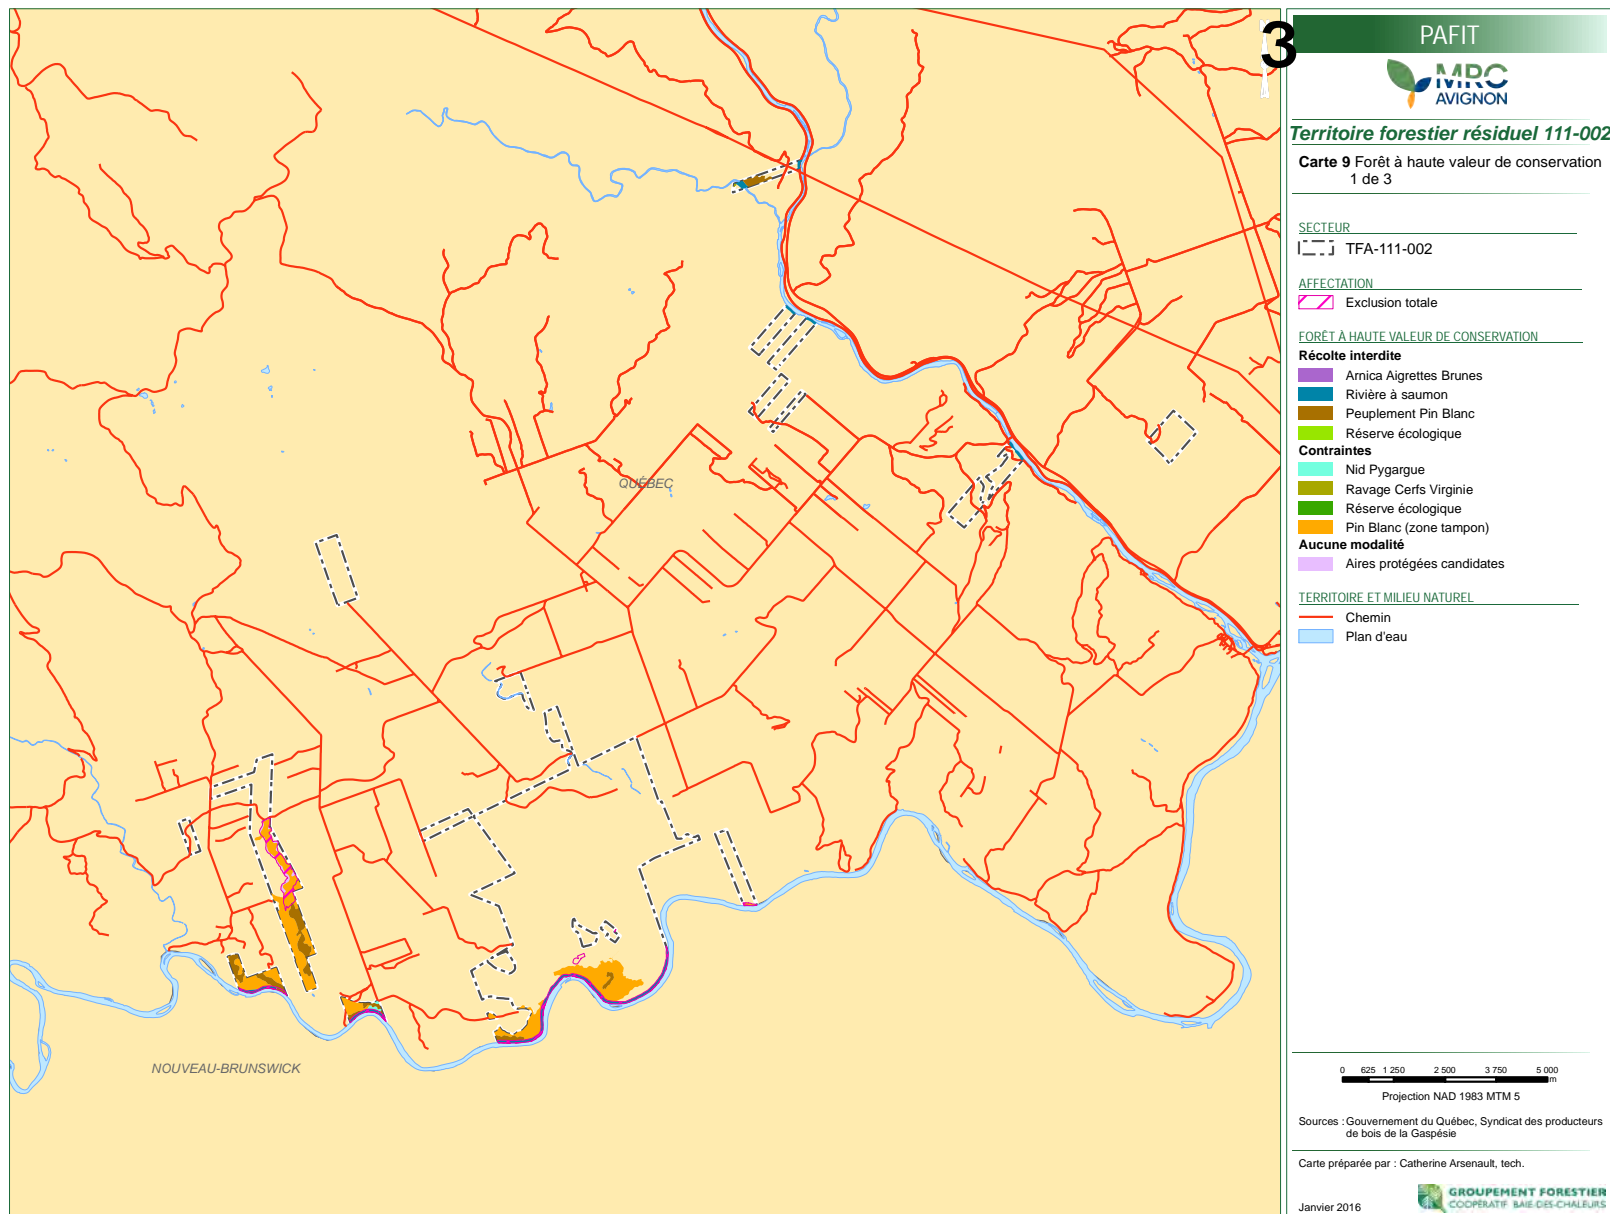 3
PAFIT
MRC
AVIGNON
Territoire forestier résiduel 111-002
Carte 9 Forêt à haute valeur de conservation
1 de 3
SECTEUR
TFA-111-002
AFFECTATION
Exclusion totale
FORÊT À HAUTE VALEUR DE CONSERVATION
Récolte interdite
Arnica Aigrettes Brunes
Rivière à saumon
Peuplement Pin Blanc
Réserve écologique
Contraintes
Nid Pygargue
Ravage Cerfs Virginie
Réserve écologique
Pin Blanc (zone tampon)
Aucune modalité
Aires protégées candidates
TERRITOIRE ET MILIEU NATUREL
Chemin
Plan d'eau
QUÉBEC
NOUVEAU-BRUNSWICK
0 625 1 250 2 500 3 750 5 000
m
Projection NAD 1983 MTM 5
Sources : Gouvernement du Québec, Syndicat des producteurs
de bois de la Gaspésie
Carte préparée par : Catherine Arsenault, tech.
Janvier 2016
GROUPEMENT FORESTIER
COOPÉRATIF BAIE-DES-CHALEURS